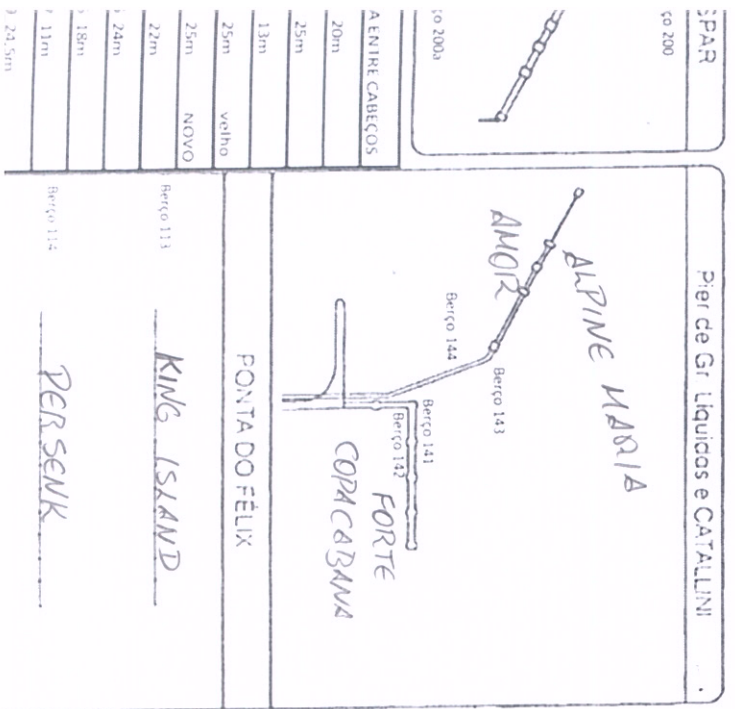 SPAR
ço 200
ço 200a
A ENTRE CABEÇOS
20m
25m
13m
25m velho
25m NOVO
22m
24m
18m
11m
24,5m
Pier de Gr Líquidos e CATALLINI
ALPINE MARIA
AMOR
Berço 143
Berço 144
Berço 141
Berço 142
FORTE
COPACABANA
PONTA DO FÉLIX
Berço 113 KING ISLAND
Berço 114 PERSENK